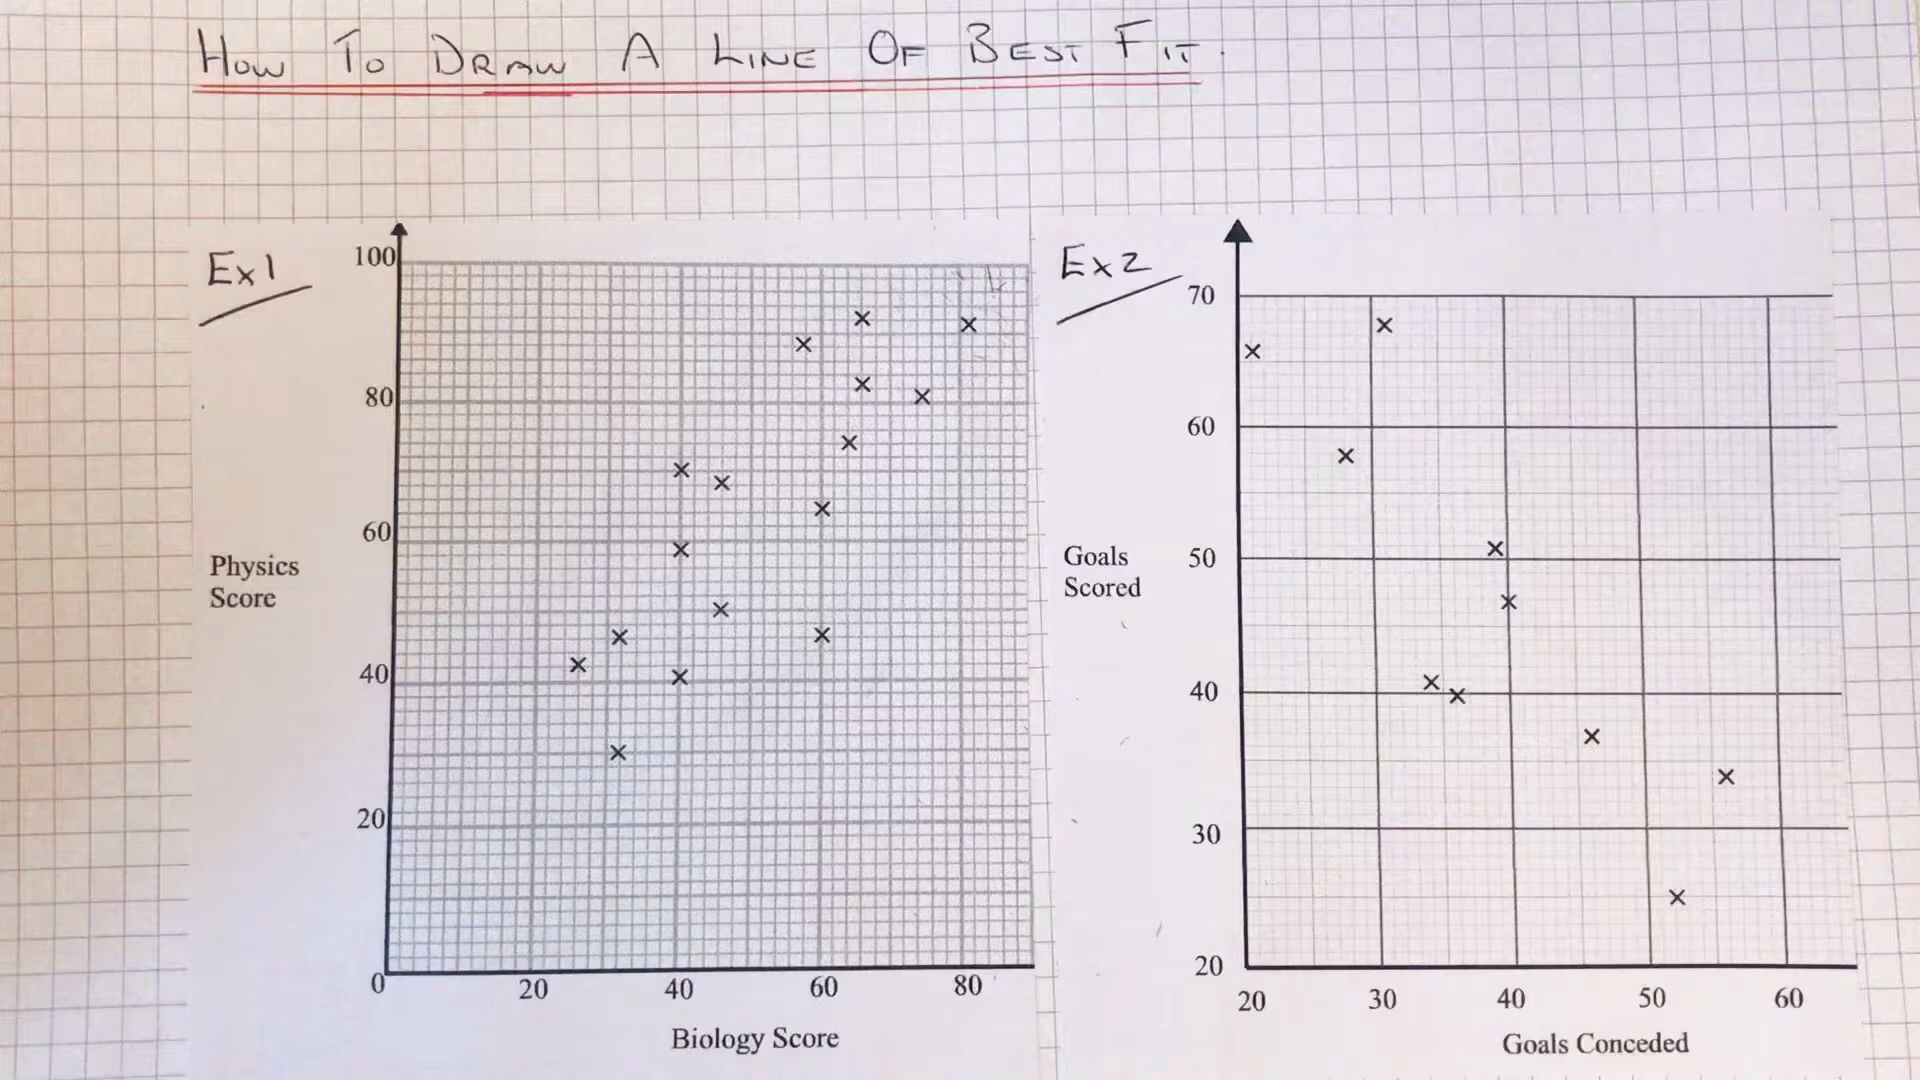 HOW TO DRAW A LINE OF BEST FIT.
Ex1
100
80
60
40
20
0
Physics
Score
20 40 60 80
Biology Score
Ex2
70
60
50
40
30
20
Goals
Scored
20 30 40 50 60
Goals Conceded